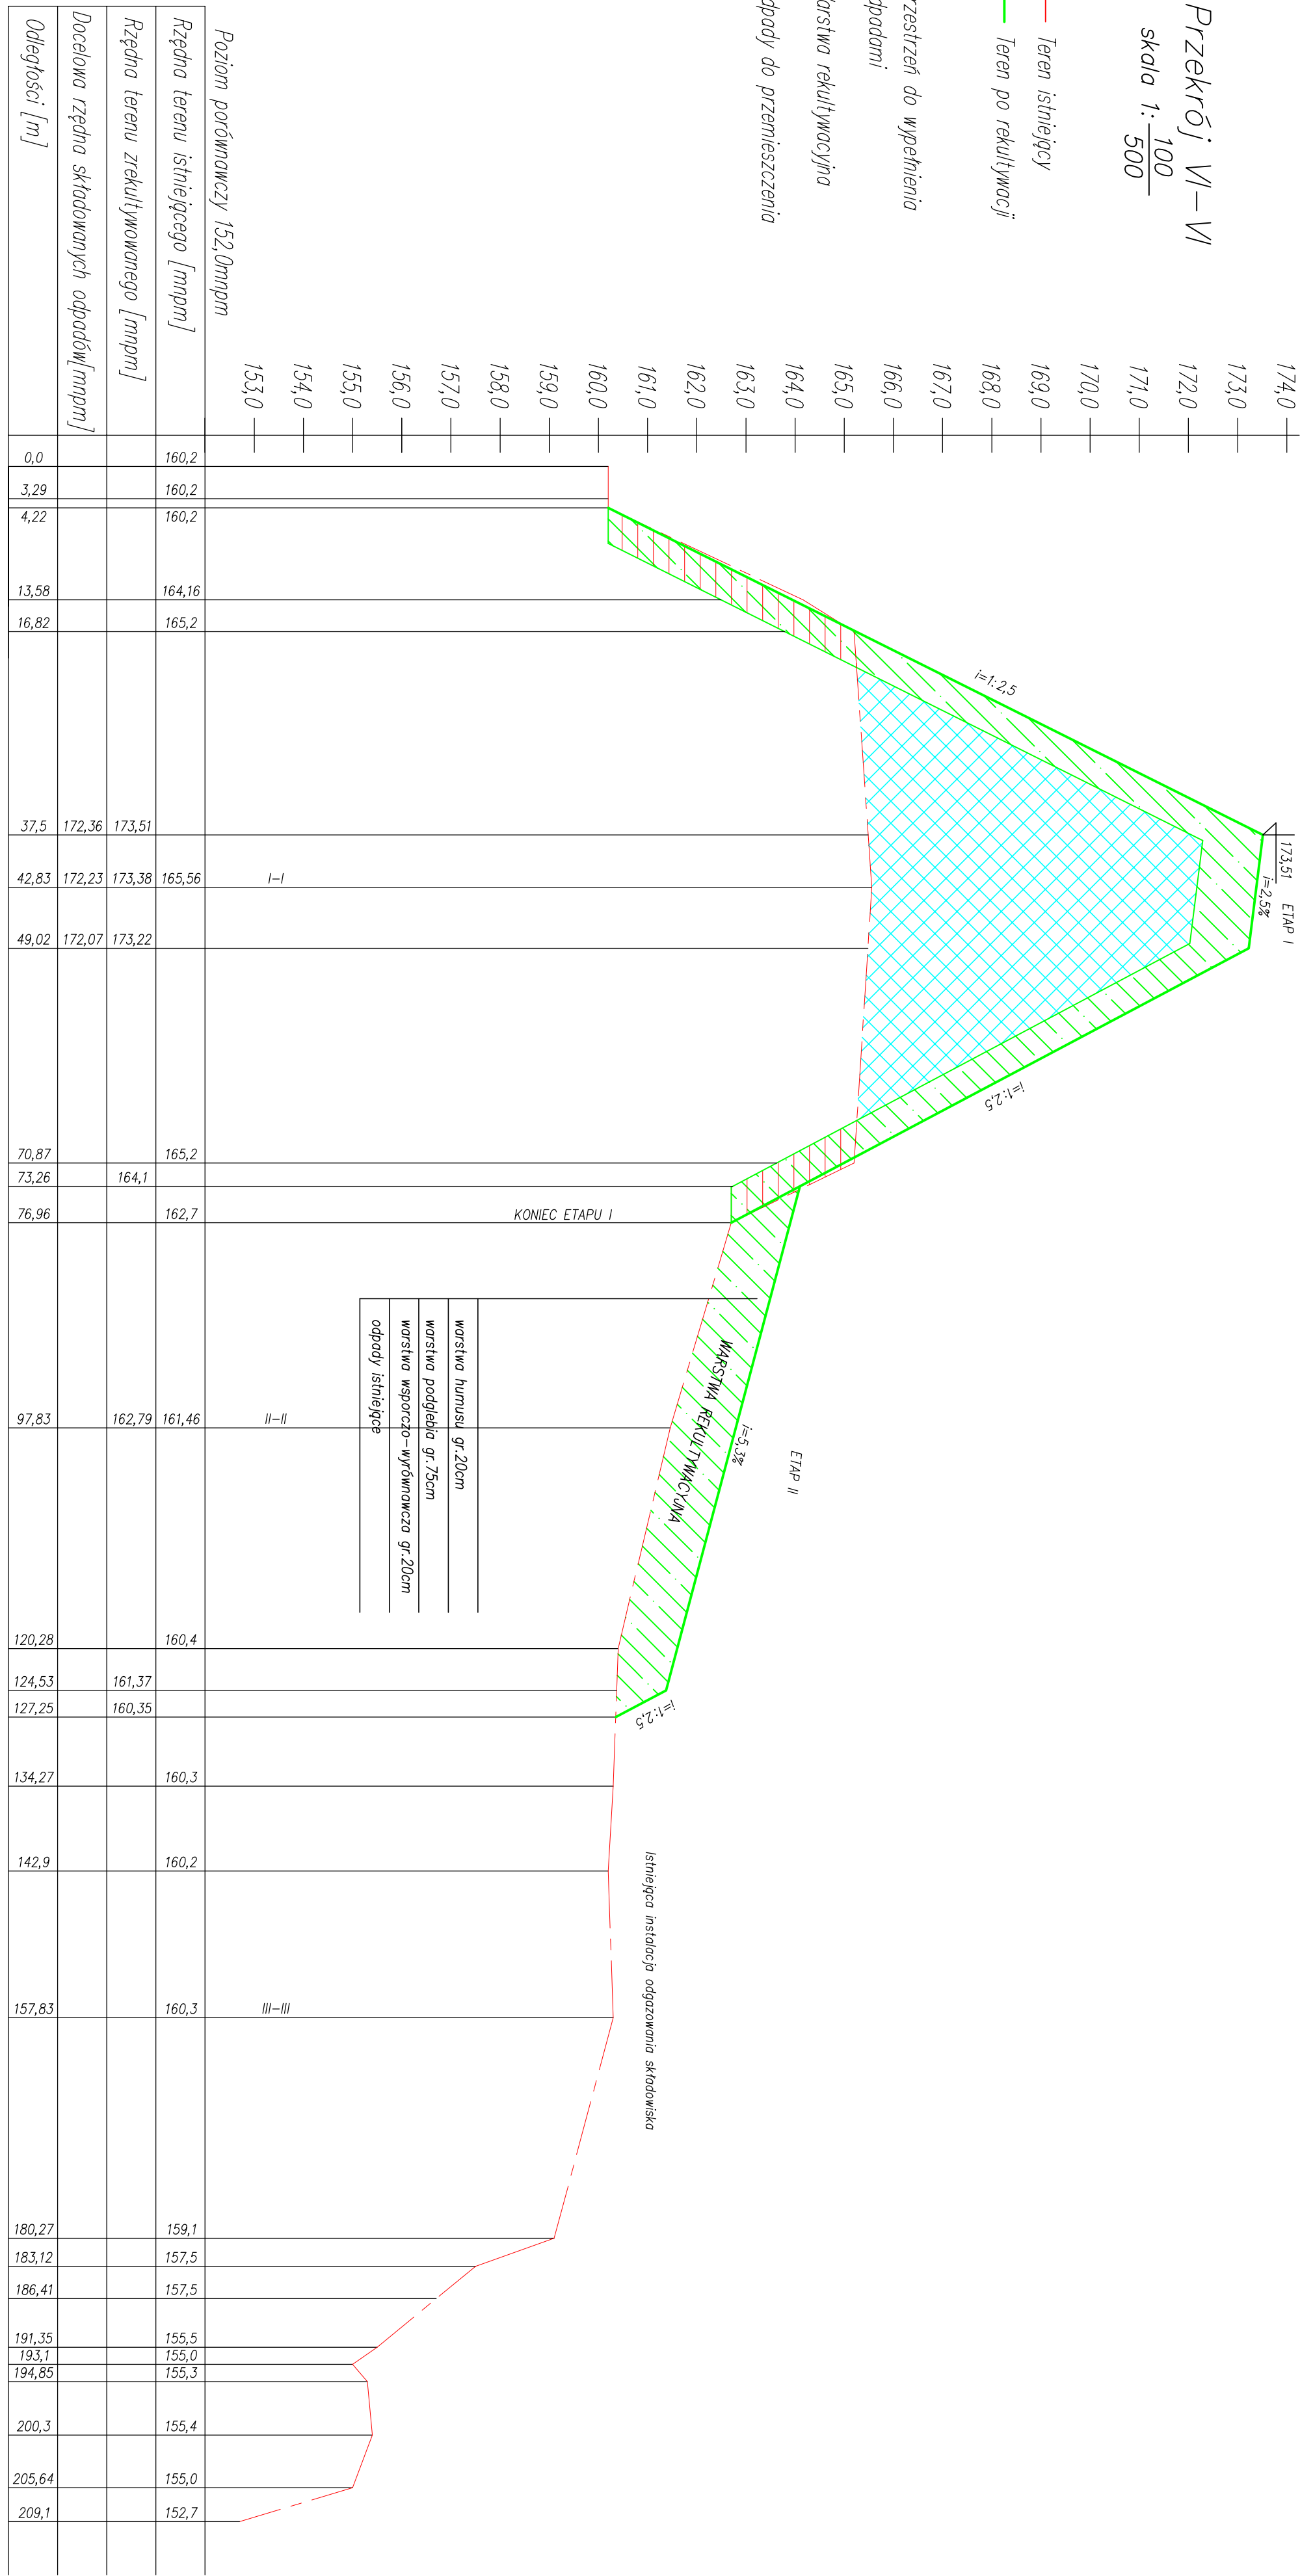 Przekrój VI-VI
skala 1: 100
500
Teren istniejący
Teren po rekultywacji
do wypełnienia
rekultywacyjna
do przemieszczenia
174,0
173,0
172,0
171,0
170,0
169,0
168,0
167,0
166,0
165,0
164,0
163,0
162,0
161,0
160,0
159,0
158,0
157,0
156,0
155,0
154,0
153,0
Poziom porównawczy 152,0mnpm
Rzędna terenu istniejącego [mnpm]
160,2
160,2
160,2
164,16
165,2
165,56
165,2
162,7
161,46
160,4
160,3
160,2
160,3
159,1
157,5
157,5
155,5
155,0
155,3
155,4
155,0
152,7
Rzędna terenu zrekultywowanego [mnpm]
173,51
173,38
173,22
164,1
162,79
161,37
160,35
Docelowa rzędna składowanych odpadów[mnpm]
172,36
172,23
172,07
Odległości [m]
0,0
3,29
4,22
13,58
16,82
37,5
42,83
49,02
70,87
73,26
76,96
97,83
120,28
124,53
127,25
134,27
142,9
157,83
180,27
183,12
186,41
191,35
193,1
194,85
200,3
205,64
209,1
i=1:2,5
173,51
i=2,5%
ETAP I
i=1:2,5
I-I
KONIEC ETAPU I
ETAP II
i=5,3%
WARSTWA REKULTYWACYJNA
i=1:2,5
warstwa humusu gr.20cm
warstwa podglebia gr.75cm
warstwa wsporczo-wyrównawcza gr.20cm
odpady istniejące
II-II
Istniejąca instalacja odgazowania składowiska
III-III